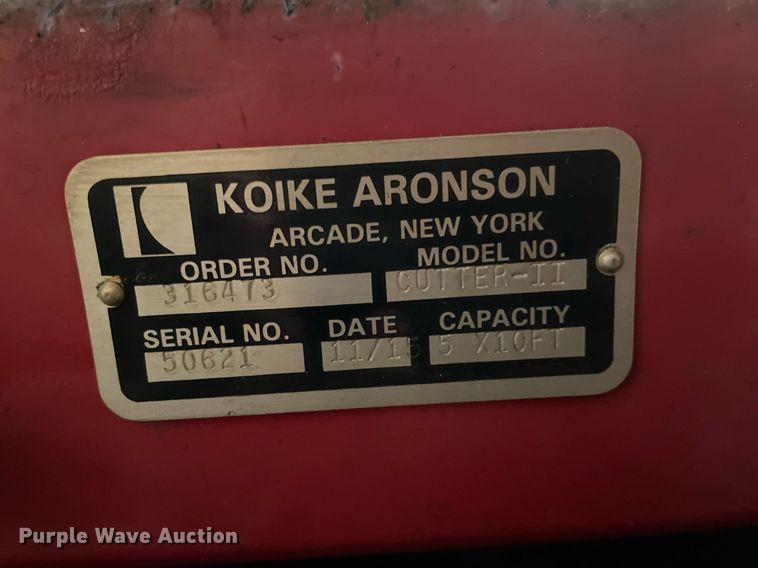 KOIKE ARONSON
ARCADE, NEW YORK
ORDER NO. MODEL NO.
316473 CUTTER-II
SERIAL NO. DATE CAPACITY
50621 11/15 5 X10FT
Purple Wave Auction